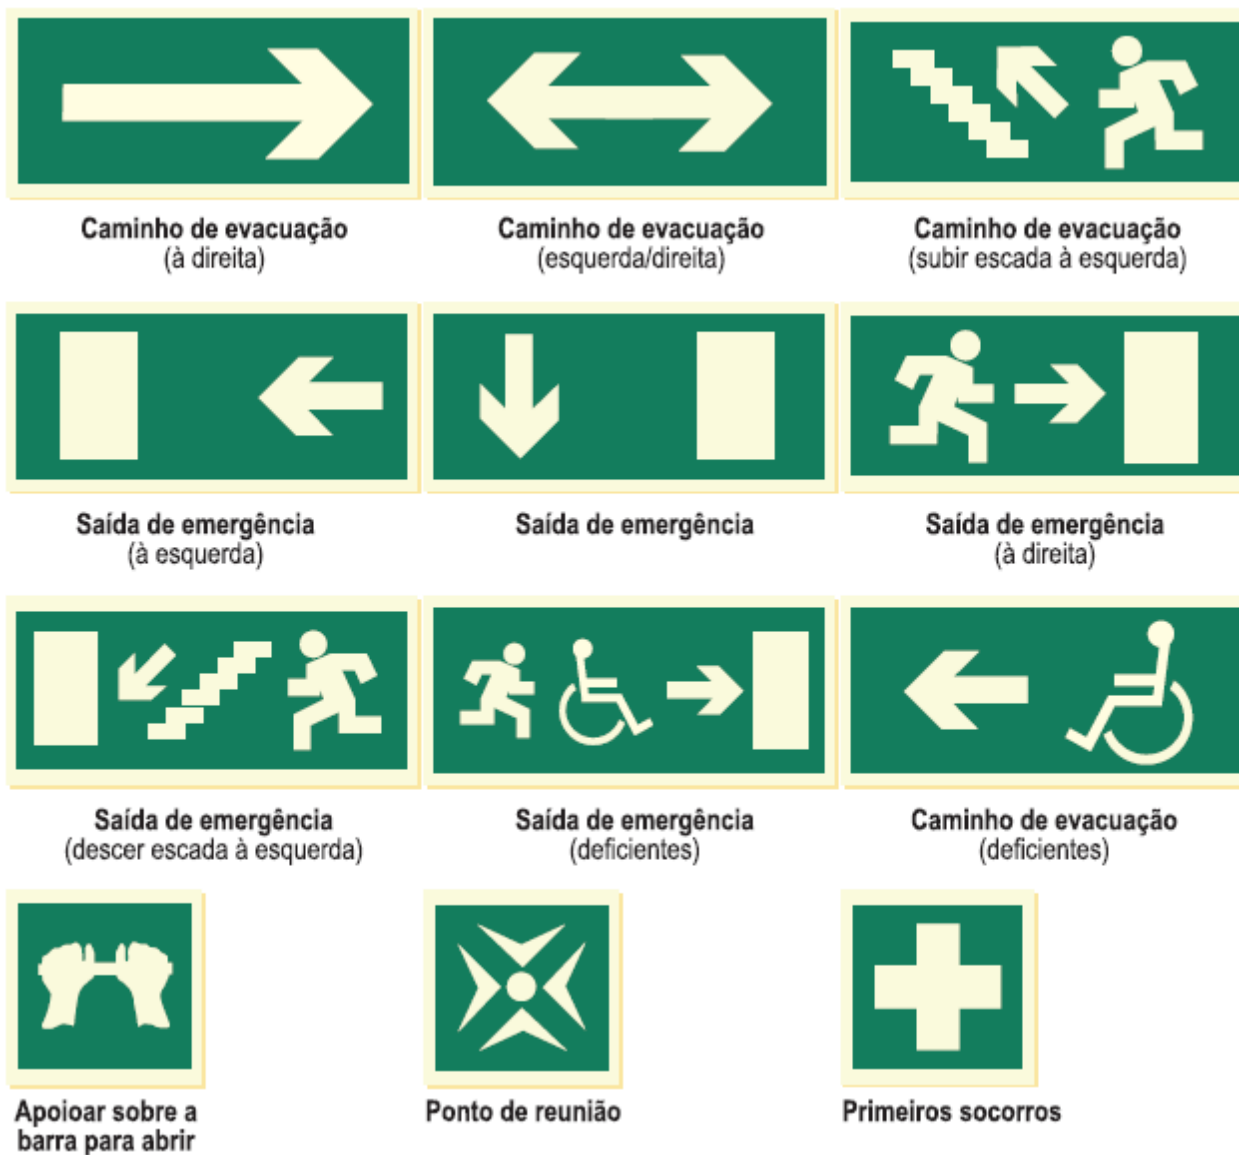 Caminho de evacuação
(à direita)
Caminho de evacuação
(esquerda/direita)
Caminho de evacuação
(subir escada à esquerda)
Saída de emergência
(à esquerda)
Saída de emergência
Saída de emergência
(à direita)
Saída de emergência
(descer escada à esquerda)
Saída de emergência
(deficientes)
Caminho de evacuação
(deficientes)
Apoioar sobre a
barra para abrir
Ponto de reunião
Primeiros socorros